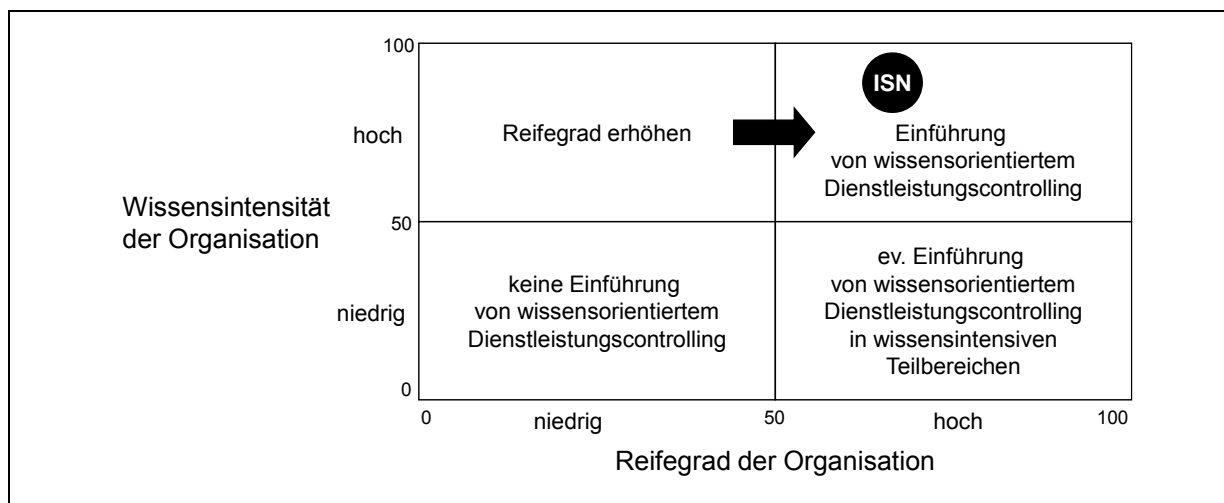 100
ISN
hoch
Reifegrad erhöhen
Einführung
von wissensorientiertem
Dienstleistungscontrolling
Wissensintensität
der Organisation
50
ev. Einführung
von wissensorientiertem
Dienstleistungscontrolling
in wissensintensiven
Teilbereichen
keine Einführung
von wissensorientiertem
Dienstleistungscontrolling
niedrig
0
0
niedrig
50
hoch
100
Reifegrad der Organisation